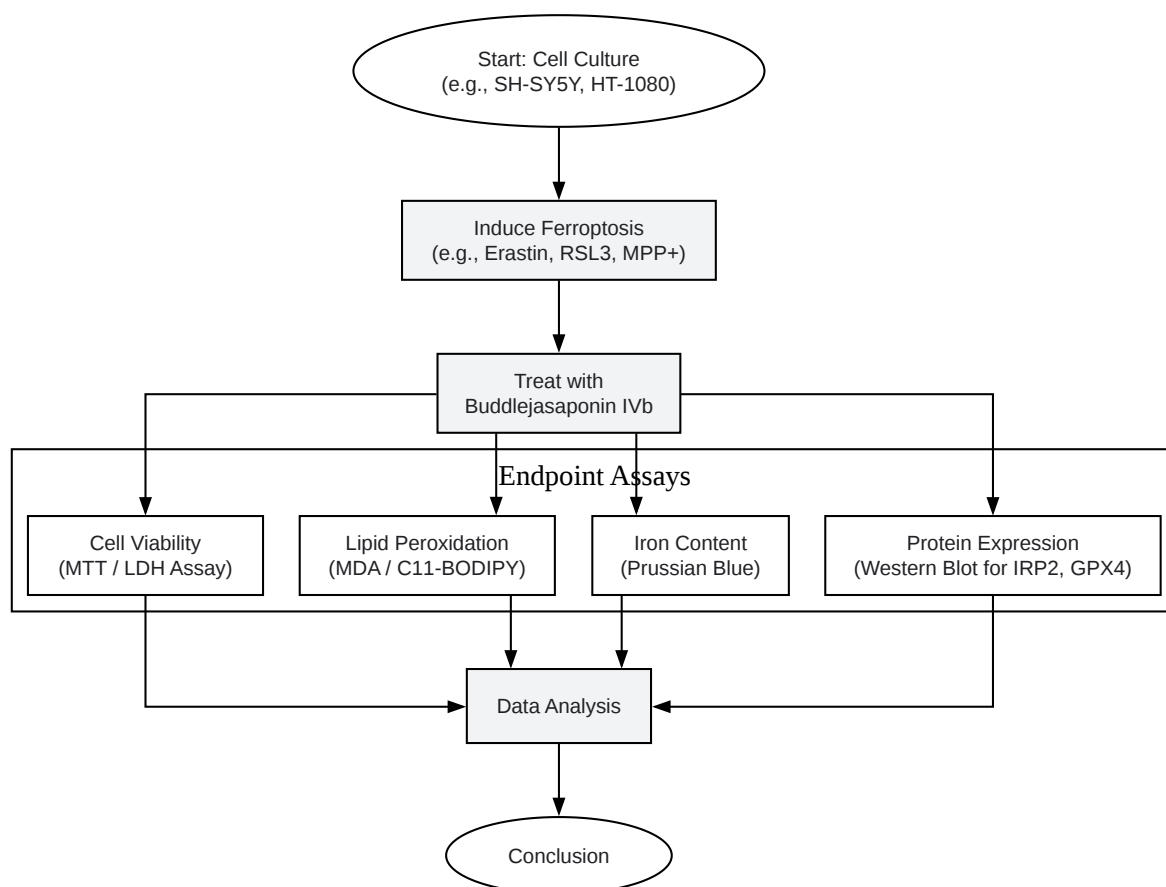 Start: Cell Culture
(e.g., SH-SY5Y, HT-1080)
Induce Ferroptosis
(e.g., Erastin, RSL3, MPP+)
Treat with
Buddlejasaponin IVb
Endpoint Assays
Cell Viability
(MTT / LDH Assay)
Lipid Peroxidation
(MDA / C11-BODIPY)
Iron Content
(Prussian Blue)
Protein Expression
(Western Blot for IRP2, GPX4)
Data Analysis
Conclusion